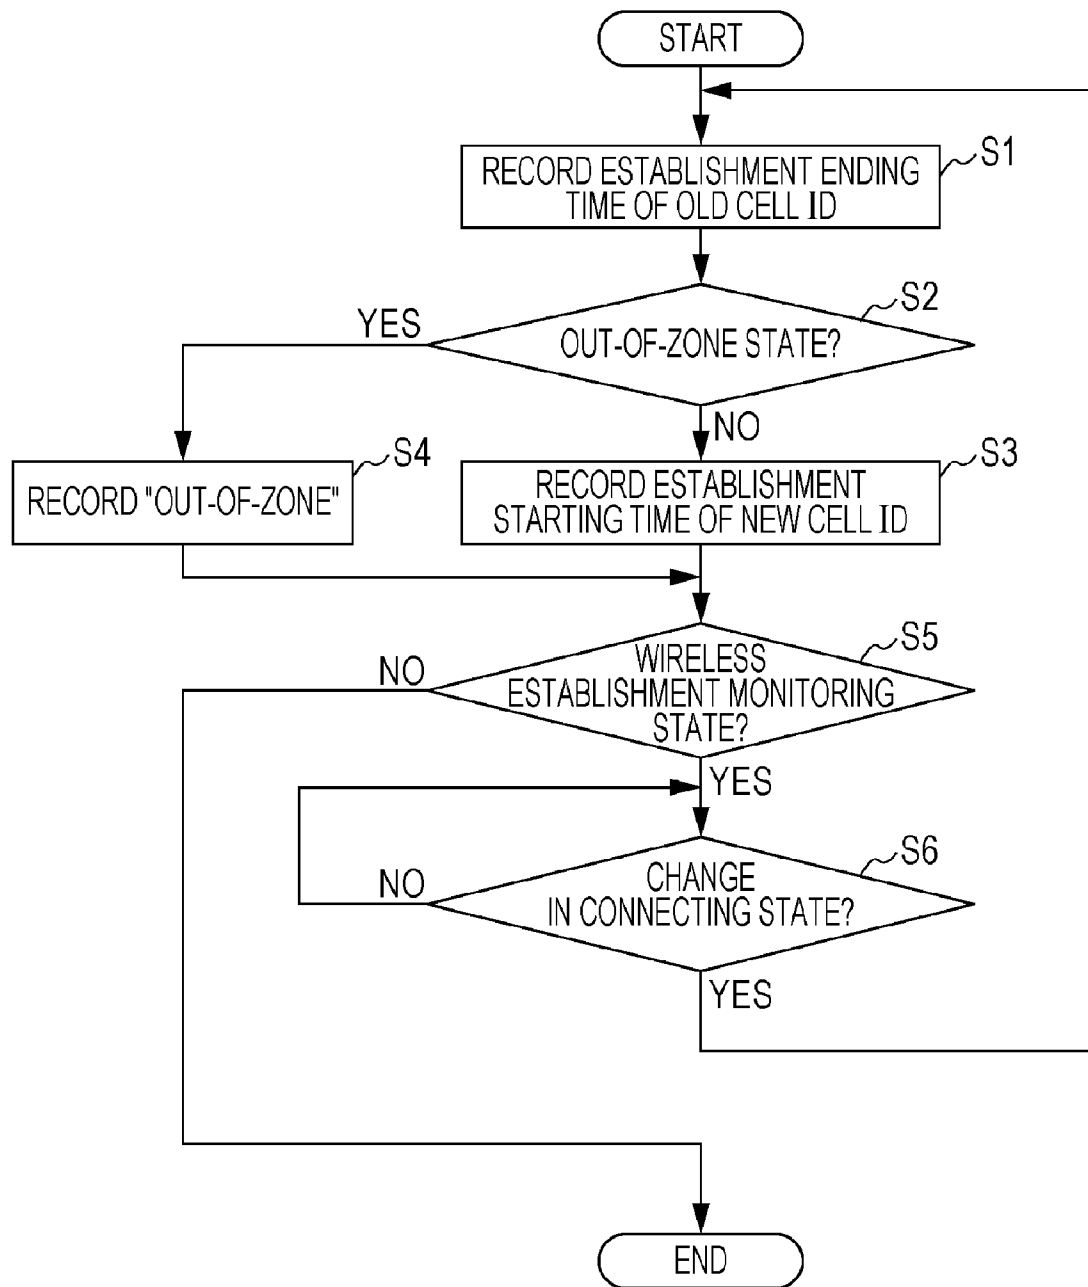 START
S1
RECORD ESTABLISHMENT ENDING
TIME OF OLD CELL ID
S2
YES
OUT-OF-ZONE STATE?
NO
S4
RECORD "OUT-OF-ZONE"
S3
RECORD ESTABLISHMENT
STARTING TIME OF NEW CELL ID
S5
NO
WIRELESS
ESTABLISHMENT MONITORING
STATE?
YES
S6
NO
CHANGE
IN CONNECTING STATE?
YES
END